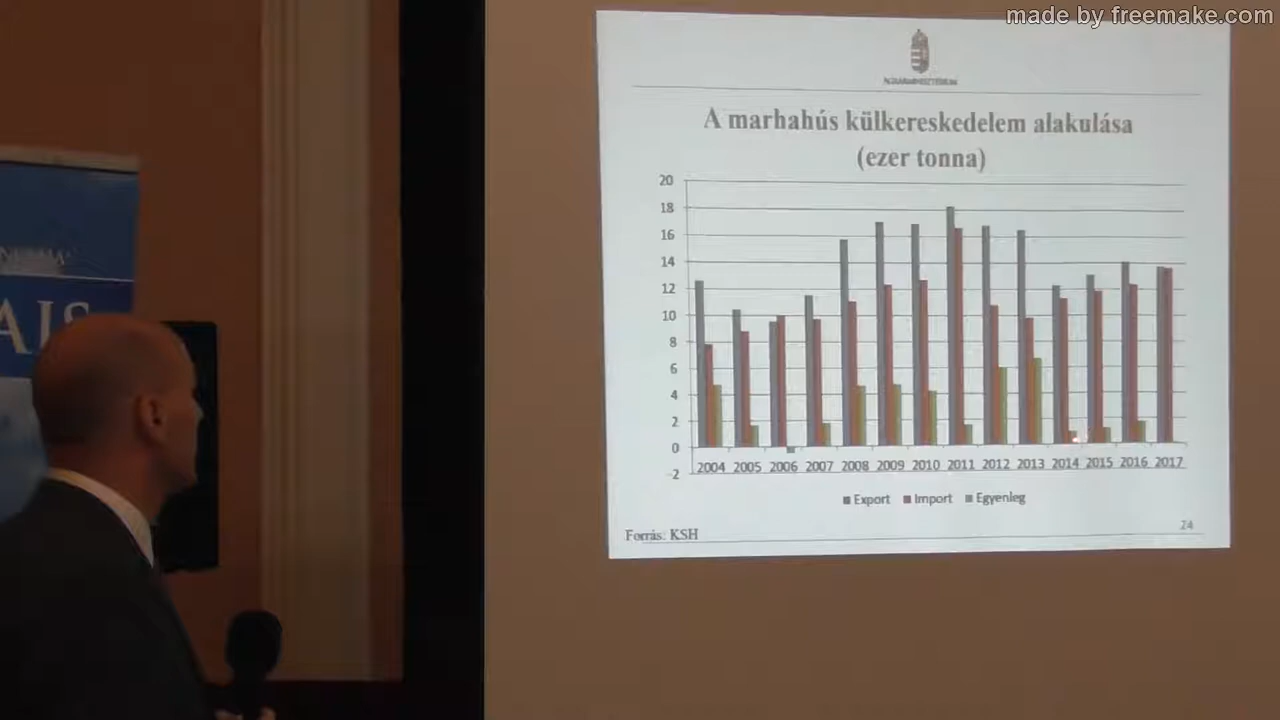 made by freemake.com
A marhahús külkereskedelem alakulása
(ezer tonna)
20
18
16
14
12
10
8
6
4
2
0
-2
2004 2005 2006 2007 2008 2009 2010 2011 2012 2013 2014 2015 2016 2017
Export Import Egyenleg
Forrás: KSH
24